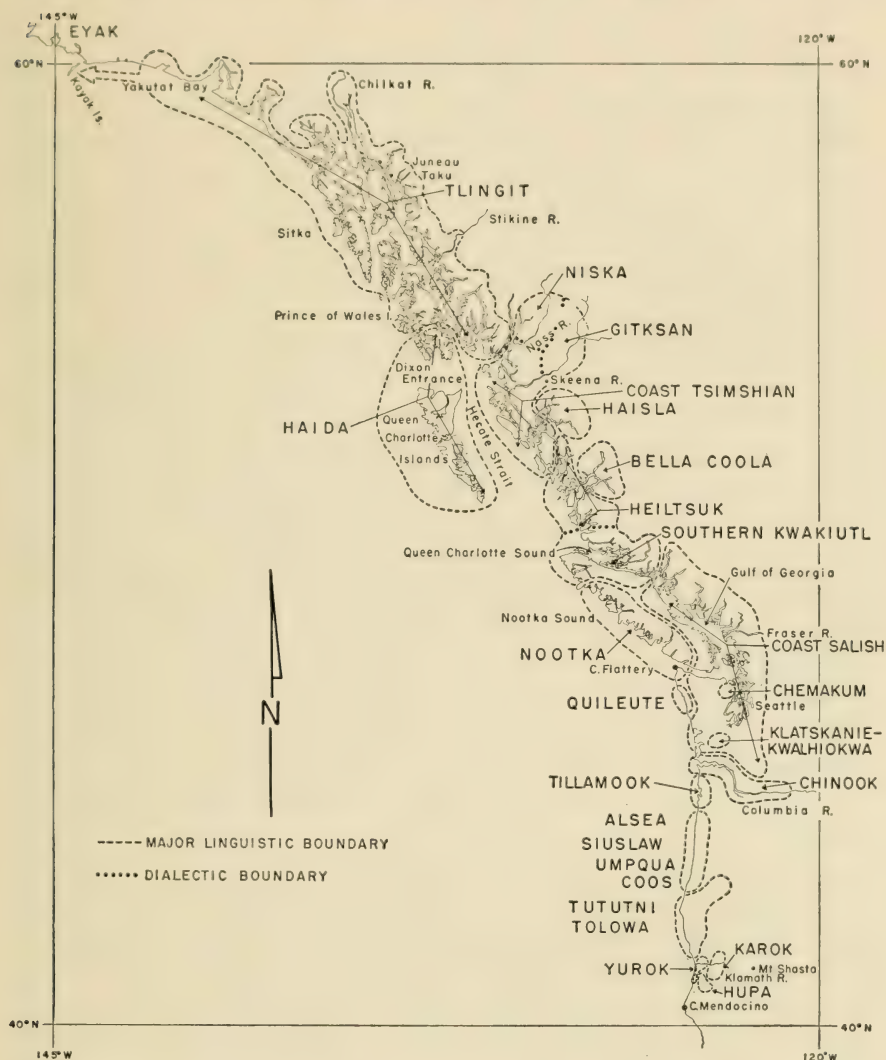 145°W
EYAK
120°W
60°N
60°N
Kayak Is.
Yakutat Bay
Chilkat R.
Juneau
Taku
TLINGIT
Stikine R.
Sitka
NISKA
Prince of Wales I.
Nass R.
GITKSAN
Dixon
Entrance
Skeena R.
COAST TSIMSHIAN
HAISLA
HAIDA
Queen
Charlotte
Islands
Hecate Strait
BELLA COOLA
HEILTSUK
SOUTHERN KWAKIUTL
Queen Charlotte Sound
Gulf of Georgia
Nootka Sound
Fraser R.
COAST SALISH
NOOTKA
C. Flattery
CHEMAKUM
Seattle
QUILEUTE
KLATSKANIE-
KWALHIOKWA
N
TILLAMOOK
CHINOOK
Columbia R.
ALSEA
SIUSLAW
UMPQUA
COOS
----- MAJOR LINGUISTIC BOUNDARY
...... DIALECTIC BOUNDARY
TUTUTNI
TOLOWA
KAROK
YUROK
Mt Shasta
Klamath R.
HUPA
C. Mendocino
40°N
40°N
145°W
120°W